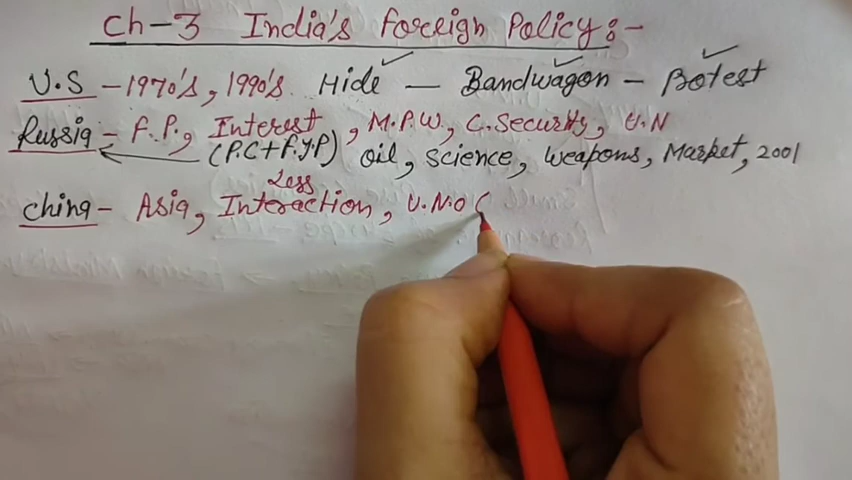 Ch-3 India's Foreign Policy:-
U.S - 1970's, 1990's. Hide — Bandwagon - Botest
Russia - F.P., Interest, M.P.W., C. Security, U.N
(P.C + F.Y.P) Oil, Science, Weapons, Market, 2001
Less
China - Asia, Interaction, U.N.O (